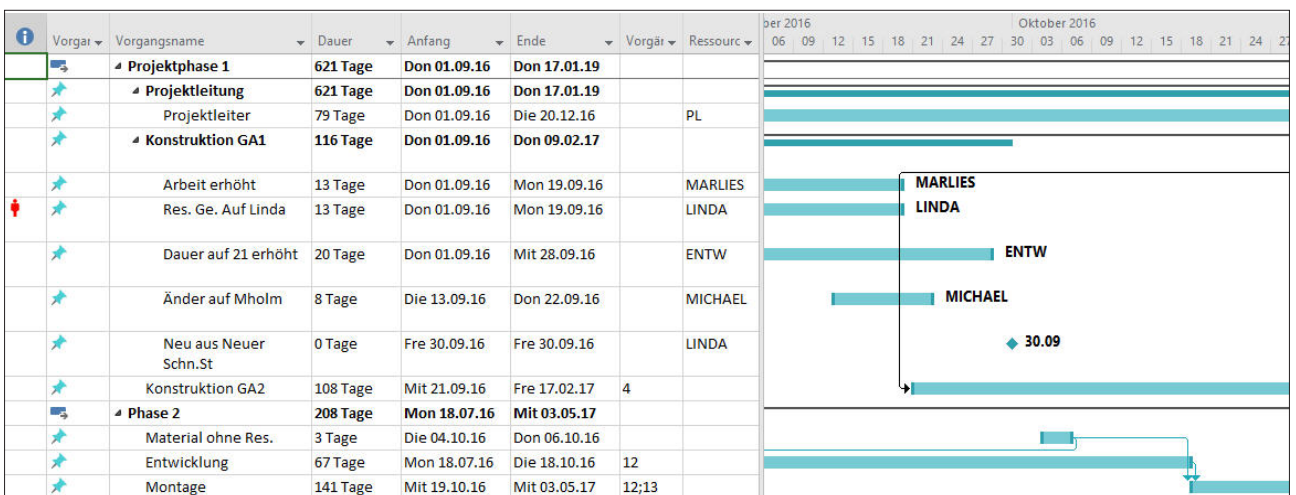 ber 2016 Oktober 2016
Vorgar Vorgangsname Dauer Anfang Ende Vorgär Ressourc 06 09 12 15 18 21 24 27 30 03 06 09 12 15 18 21 24 27
Projektphase 1 621 Tage Don 01.09.16 Don 17.01.19
Projektleitung 621 Tage Don 01.09.16 Don 17.01.19
Projektleiter 79 Tage Don 01.09.16 Die 20.12.16 PL
Konstruktion GA1 116 Tage Don 01.09.16 Don 09.02.17
Arbeit erhöht 13 Tage Don 01.09.16 Mon 19.09.16 MARLIES MARLIES
Res. Ge. Auf Linda 13 Tage Don 01.09.16 Mon 19.09.16 LINDA LINDA
Dauer auf 21 erhöht 20 Tage Don 01.09.16 Mit 28.09.16 ENTW ENTW
Änder auf Mholm 8 Tage Die 13.09.16 Don 22.09.16 MICHAEL MICHAEL
Neu aus Neuer 0 Tage Fre 30.09.16 Fre 30.09.16 LINDA 30.09
Schn.St
Konstruktion GA2 108 Tage Mit 21.09.16 Fre 17.02.17 4
Phase 2 208 Tage Mon 18.07.16 Mit 03.05.17
Material ohne Res. 3 Tage Die 04.10.16 Don 06.10.16
Entwicklung 67 Tage Mon 18.07.16 Die 18.10.16 12
Montage 141 Tage Mit 19.10.16 Mit 03.05.17 12;13